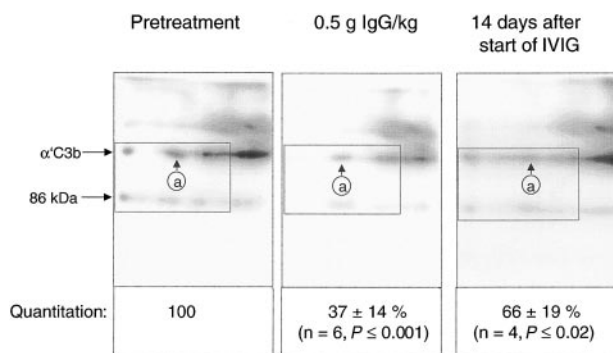 Pretreatment
0.5 g IgG/kg
14 days after
start of IVIG
α'C3b
a
a
a
86 kDa
Quantitation:
100
37 ± 14 %
(n = 6, P ≤ 0.001)
66 ± 19 %
(n = 4, P ≤ 0.02)